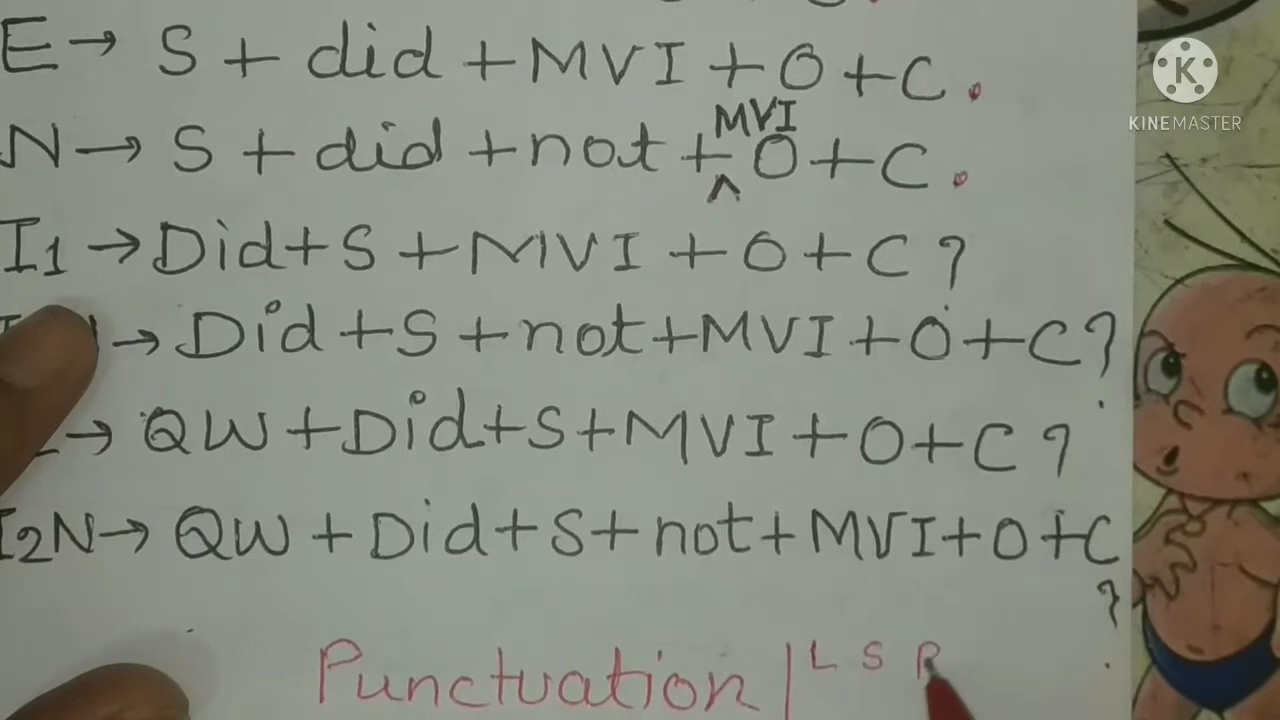 E → S + did + MVI + O + C.
KINEMASTER
MVI
N → S + did + not + ^ O + C.
I1 → Did + S + MVI + O + C ?
→ Did + S + not + MVI + O + C ?
→ QW + Did + S + MVI + O + C ?
I2N → QW + Did + S + not + MVI + O + C ?
Punctuation | L S